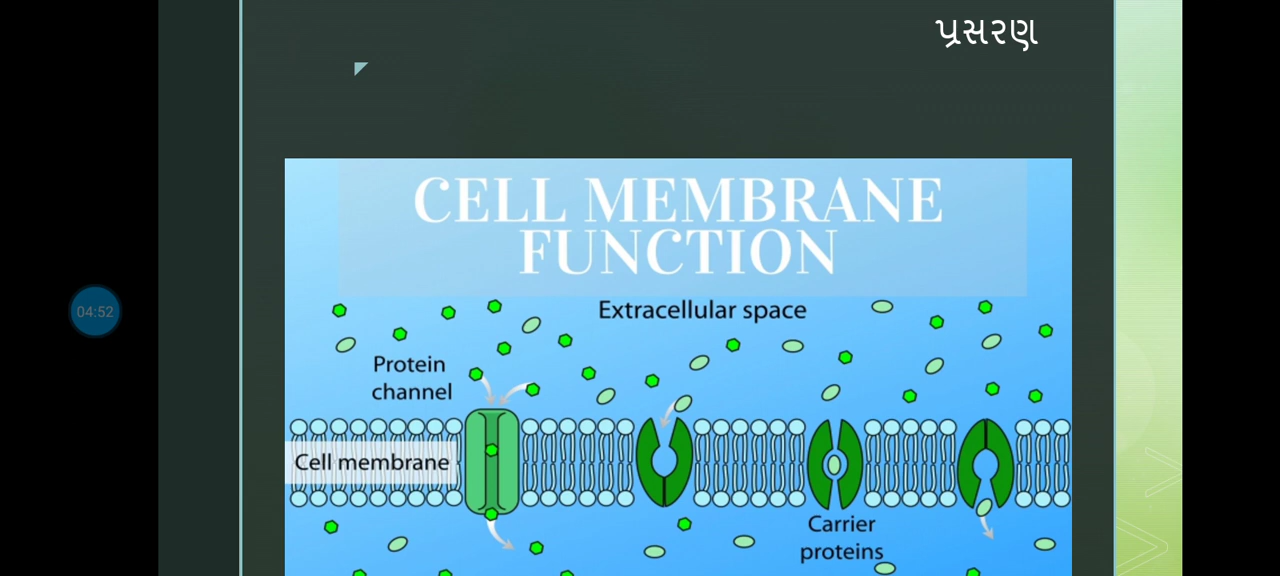 પ્રસરણ
CELL MEMBRANE
FUNCTION
Extracellular space
Protein
channel
04:52
Cell membrane
Carrier
proteins